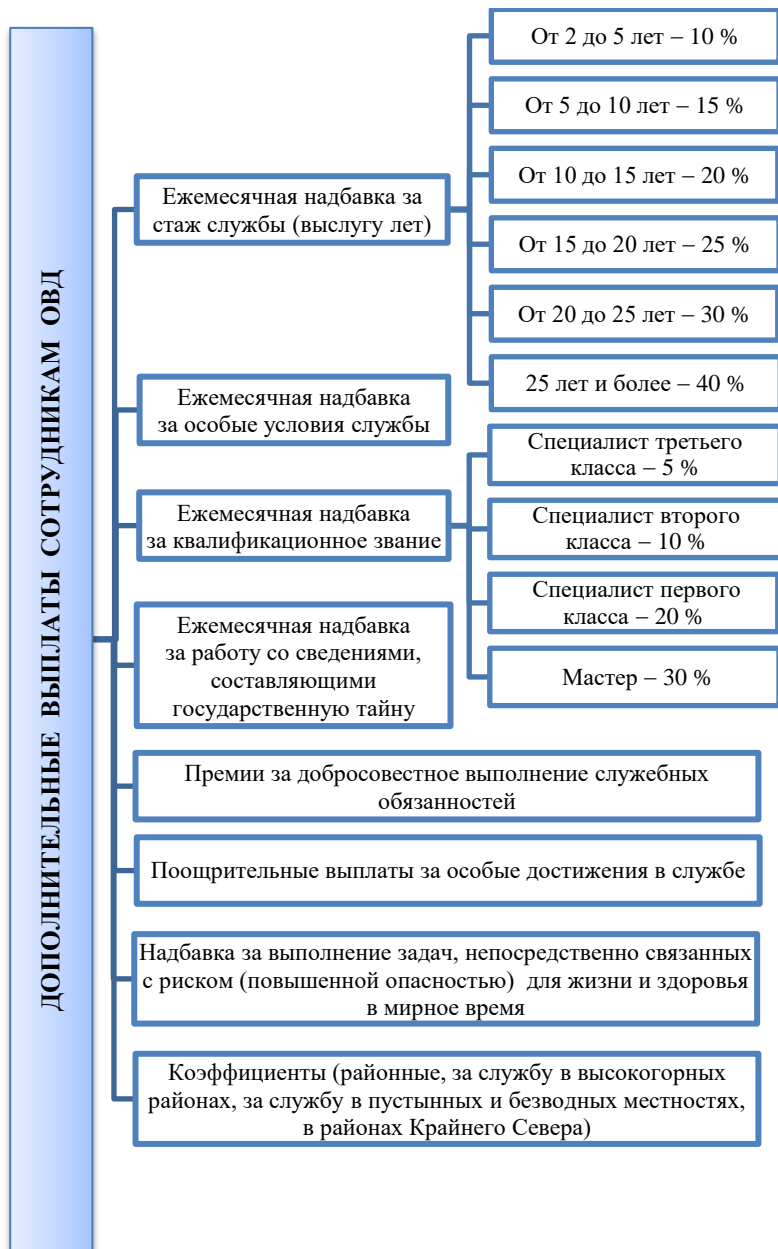 ДОПОЛНИТЕЛЬНЫЕ ВЫПЛАТЫ СОТРУДНИКАМ ОВД
Ежемесячная надбавка за
стаж службы (выслугу лет)
От 2 до 5 лет – 10 %
От 5 до 10 лет – 15 %
От 10 до 15 лет – 20 %
От 15 до 20 лет – 25 %
От 20 до 25 лет – 30 %
25 лет и более – 40 %
Ежемесячная надбавка
за особые условия службы
Ежемесячная надбавка
за квалификационное звание
Специалист третьего
класса – 5 %
Специалист второго
класса – 10 %
Специалист первого
класса – 20 %
Мастер – 30 %
Ежемесячная надбавка
за работу со сведениями,
составляющими
государственную тайну
Премии за добросовестное выполнение служебных
обязанностей
Поощрительные выплаты за особые достижения в службе
Надбавка за выполнение задач, непосредственно связанных
с риском (повышенной опасностью) для жизни и здоровья
в мирное время
Коэффициенты (районные, за службу в высокогорных
районах, за службу в пустынных и безводных местностях,
в районах Крайнего Севера)